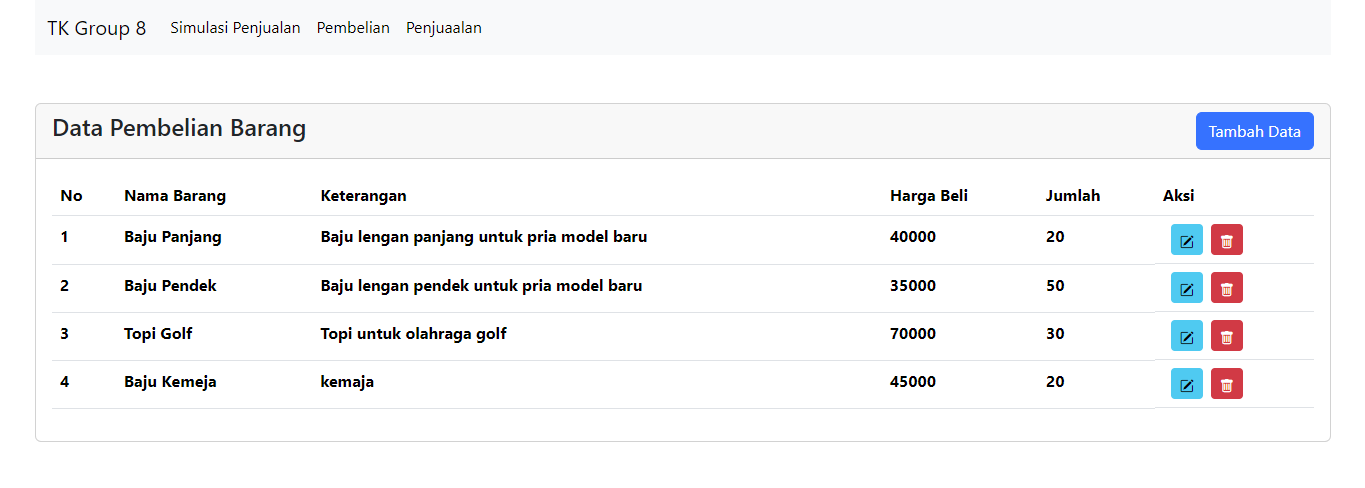 TK Group 8 Simulasi Penjualan Pembelian Penjuaalan
Data Pembelian Barang Tambah Data
No Nama Barang Keterangan Harga Beli Jumlah Aksi
1 Baju Panjang Baju lengan panjang untuk pria model baru 40000 20
2 Baju Pendek Baju lengan pendek untuk pria model baru 35000 50
3 Topi Golf Topi untuk olahraga golf 70000 30
4 Baju Kemeja kemaja 45000 20